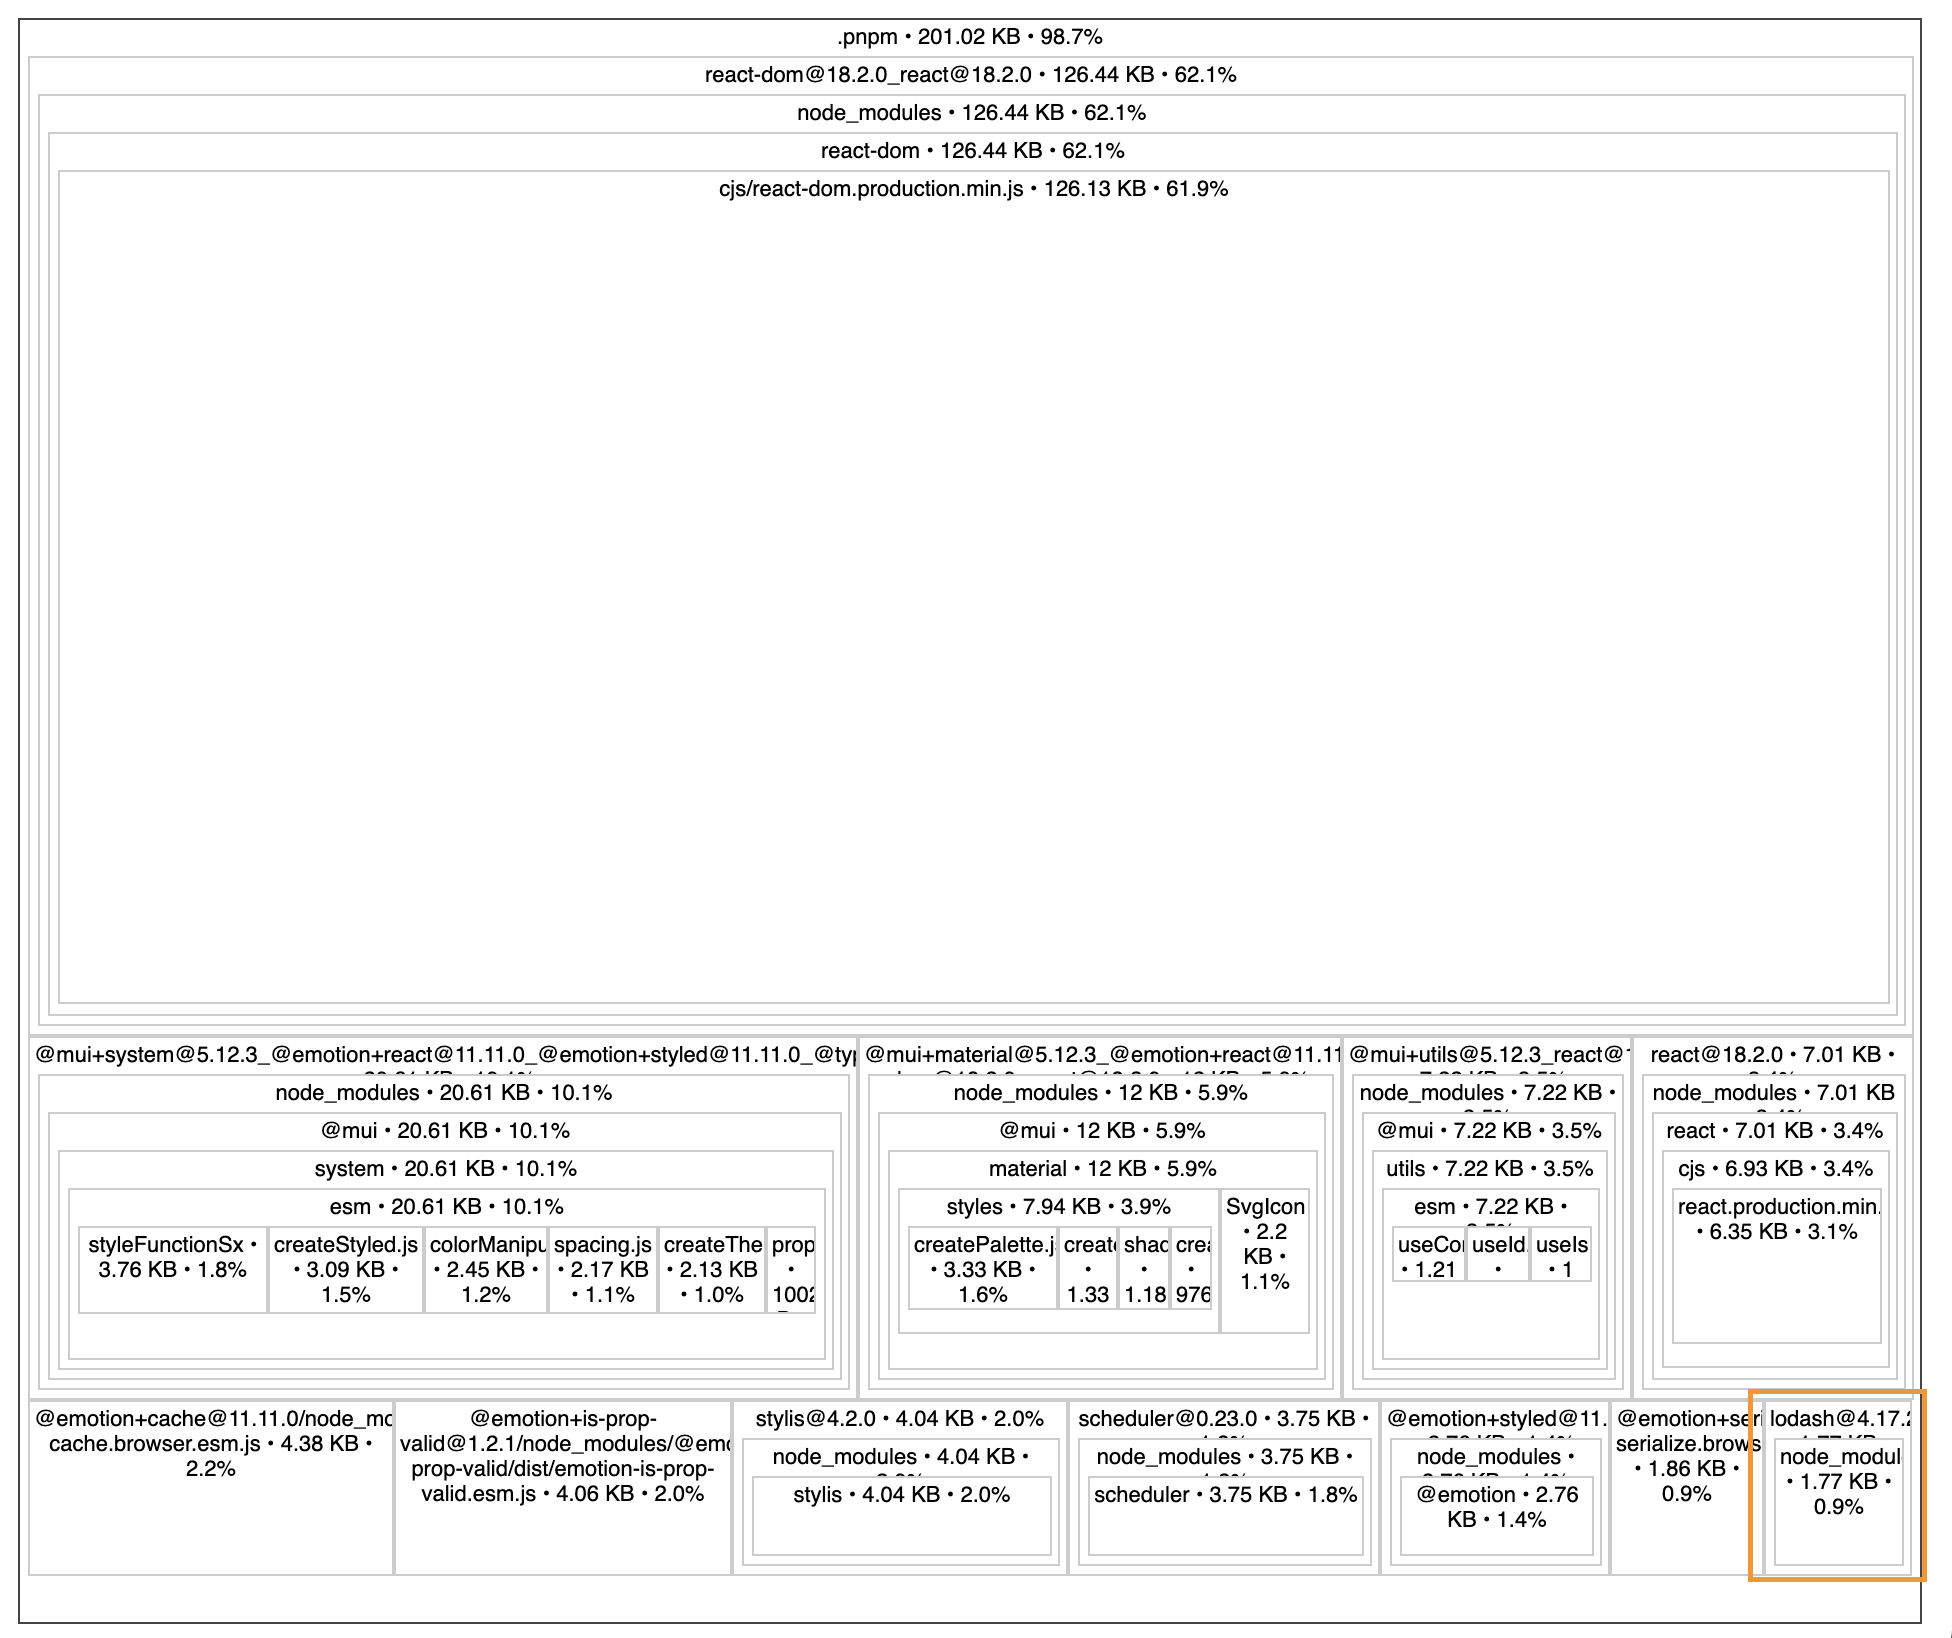 .pnpm • 201.02 KB • 98.7%
react-dom@18.2.0_react@18.2.0 • 126.44 KB • 62.1%
node_modules • 126.44 KB • 62.1%
react-dom • 126.44 KB • 62.1%
cjs/react-dom.production.min.js • 126.13 KB • 61.9%
@mui+system@5.12.3_@emotion+react@11.11.0_@emotion+styled@11.11.0_@typ
node_modules • 20.61 KB • 10.1%
@mui • 20.61 KB • 10.1%
system • 20.61 KB • 10.1%
esm • 20.61 KB • 10.1%
styleFunctionSx •
3.76 KB • 1.8%
createStyled.js
• 3.09 KB •
1.5%
colorManipu
• 2.45 KB •
1.2%
spacing.js
• 2.17 KB
• 1.1%
createThe
• 2.13 KB
• 1.0%
prop
•
1002
@mui+material@5.12.3_@emotion+react@11.11
node_modules • 12 KB • 5.9%
@mui • 12 KB • 5.9%
material • 12 KB • 5.9%
styles • 7.94 KB • 3.9%
createPalette.j
• 3.33 KB •
1.6%
create
•
1.33
shad
•
1.18
crea
•
976
SvgIcon
• 2.2
KB •
1.1%
@mui+utils@5.12.3_react@
node_modules • 7.22 KB •
@mui • 7.22 KB • 3.5%
utils • 7.22 KB • 3.5%
esm • 7.22 KB •
useCo
• 1.21
useId.
•
useIs
• 1
react@18.2.0 • 7.01 KB •
node_modules • 7.01 KB
react • 7.01 KB • 3.4%
cjs • 6.93 KB • 3.4%
react.production.min.
• 6.35 KB • 3.1%
@emotion+cache@11.11.0/node_mo
cache.browser.esm.js • 4.38 KB •
2.2%
@emotion+is-prop-
valid@1.2.1/node_modules/@emo
prop-valid/dist/emotion-is-prop-
valid.esm.js • 4.06 KB • 2.0%
stylis@4.2.0 • 4.04 KB • 2.0%
node_modules • 4.04 KB •
stylis • 4.04 KB • 2.0%
scheduler@0.23.0 • 3.75 KB •
node_modules • 3.75 KB •
scheduler • 3.75 KB • 1.8%
@emotion+styled@11.
node_modules •
@emotion • 2.76
KB • 1.4%
@emotion+seri
serialize.brows
• 1.86 KB •
0.9%
lodash@4.17.2
node_modul
• 1.77 KB •
0.9%